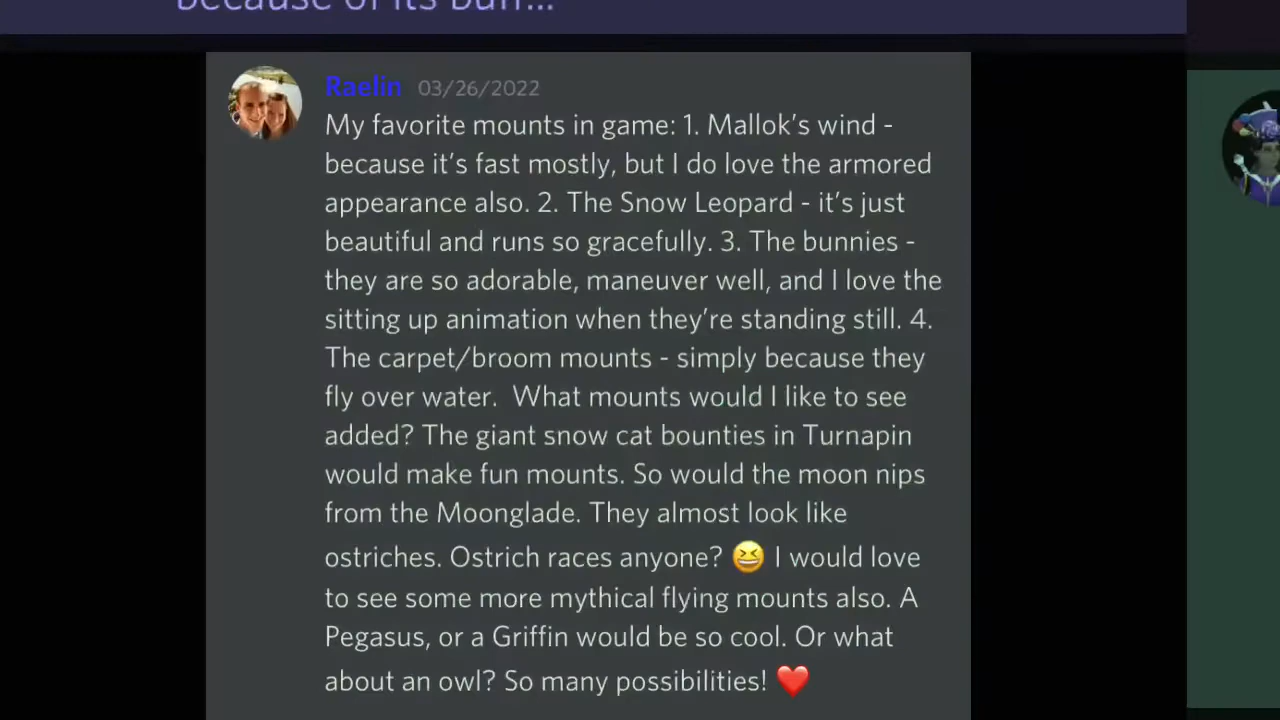 because of its buff...
Raelin 03/26/2022
My favorite mounts in game: 1. Mallok’s wind -
because it’s fast mostly, but I do love the armored
appearance also. 2. The Snow Leopard - it’s just
beautiful and runs so gracefully. 3. The bunnies -
they are so adorable, maneuver well, and I love the
sitting up animation when they’re standing still. 4.
The carpet/broom mounts - simply because they
fly over water.  What mounts would I like to see
added? The giant snow cat bounties in Turnapin
would make fun mounts. So would the moon nips
from the Moonglade. They almost look like
ostriches. Ostrich races anyone? 😆 I would love
to see some more mythical flying mounts also. A
Pegasus, or a Griffin would be so cool. Or what
about an owl? So many possibilities! ❤️